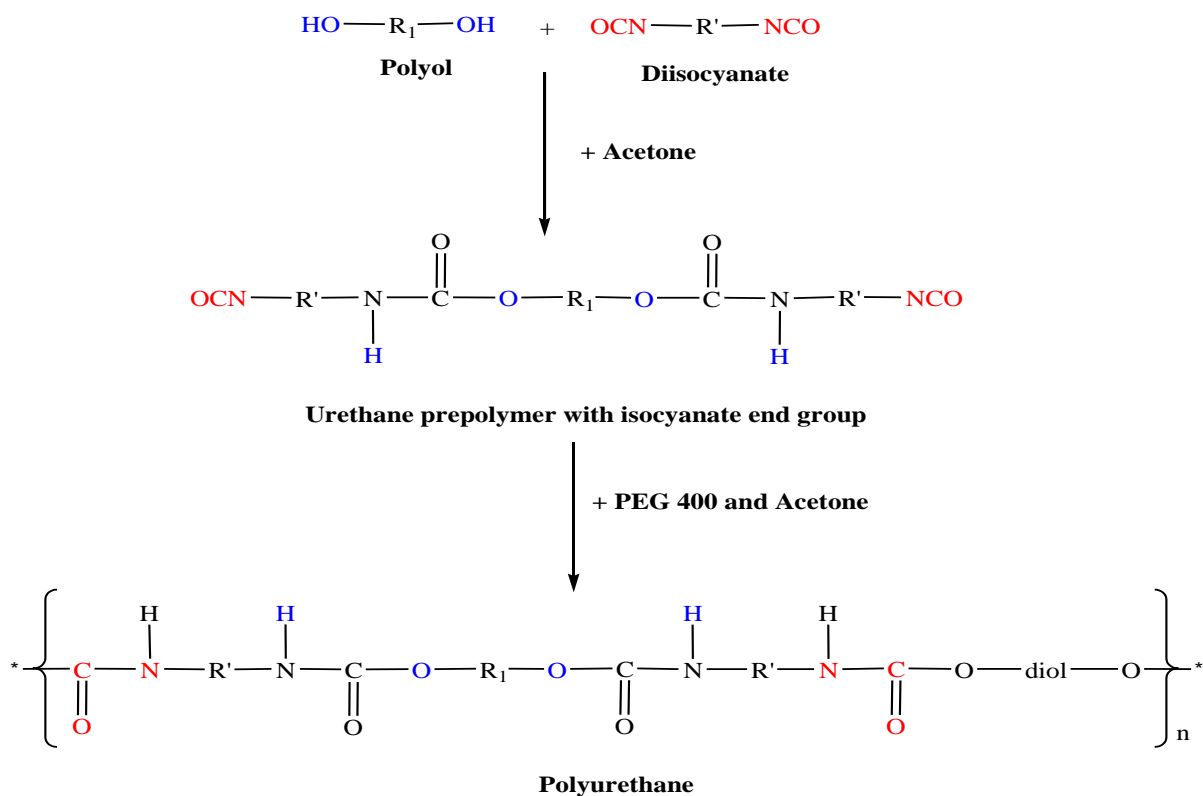 HO R1 OH + OCN R' NCO
Polyol Diisocyanate
+ Acetone
O O
OCN R' N C O R1 O C N R' NCO
H H
Urethane prepolymer with isocyanate end group
+ PEG 400 and Acetone
H H H H
* C N R' N C O R1 O C N R' N C O diol O *
O O O O n
Polyurethane